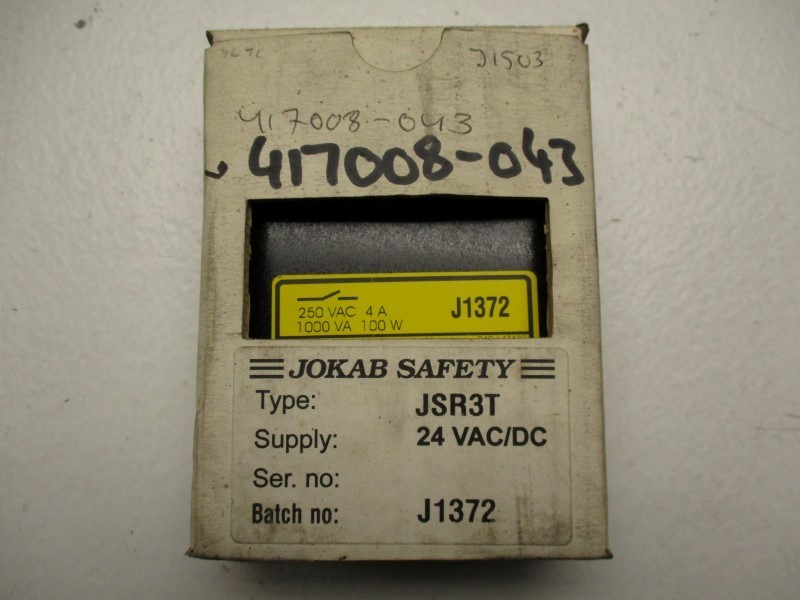 J1503
417008-043
417008-043
250 VAC 4 A
1000 VA 100 W
J1372
JOKAB SAFETY
Type: JSR3T
Supply: 24 VAC/DC
Ser. no:
Batch no: J1372